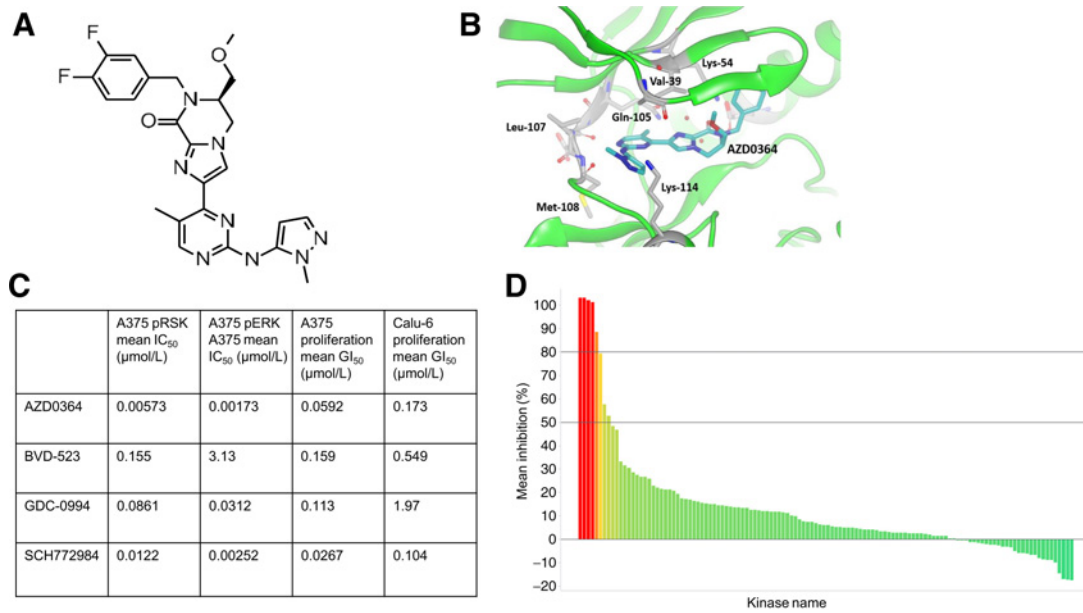 A
F
F
O
N
O
N
N
N
N
N
N
N
N
B
Lys-54
Val-39
Gln-105
Leu-107
AZD0364
Lys-114
Met-108
C
A375 pRSK mean IC50 (µmol/L)
A375 pERK A375 mean IC50 (µmol/L)
A375 proliferation mean GI50 (µmol/L)
Calu-6 proliferation mean GI50 (µmol/L)
AZD0364 0.00573 0.00173 0.0592 0.173
BVD-523 0.155 3.13 0.159 0.549
GDC-0994 0.0861 0.0312 0.113 1.97
SCH772984 0.0122 0.00252 0.0267 0.104
D
Mean inhibition (%)
100
90
80
70
60
50
40
30
20
10
0
−10
−20
Kinase name